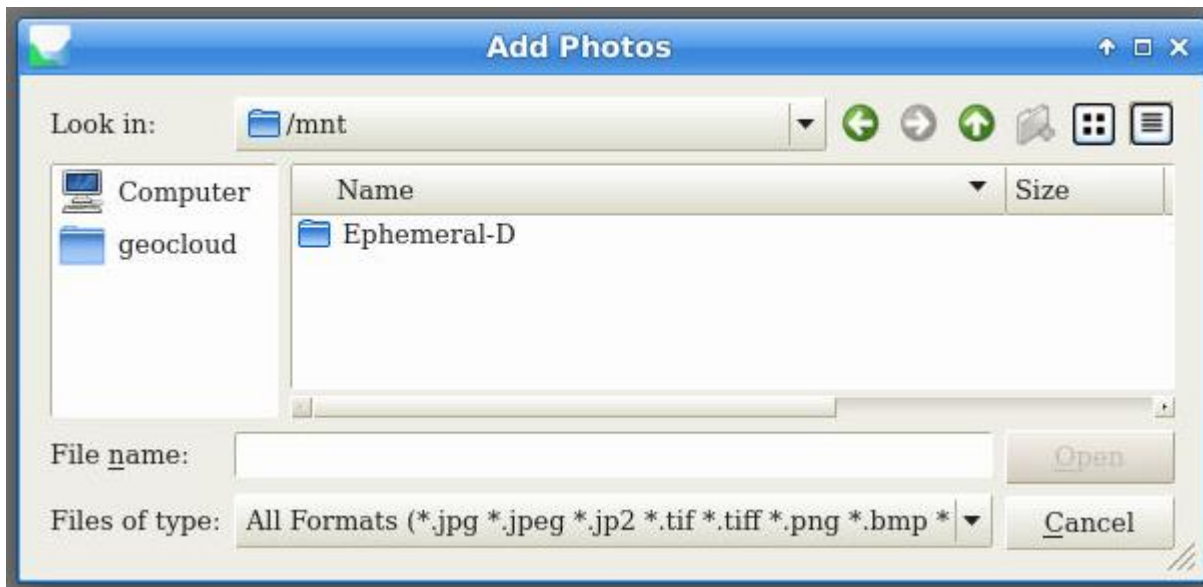 Add Photos
Look in: /mnt
Computer
geocloud
Name Size
Ephemeral-D
File name: Open
Files of type: All Formats (*.jpg *.jpeg *.jp2 *.tif *.tiff *.png *.bmp * Cancel